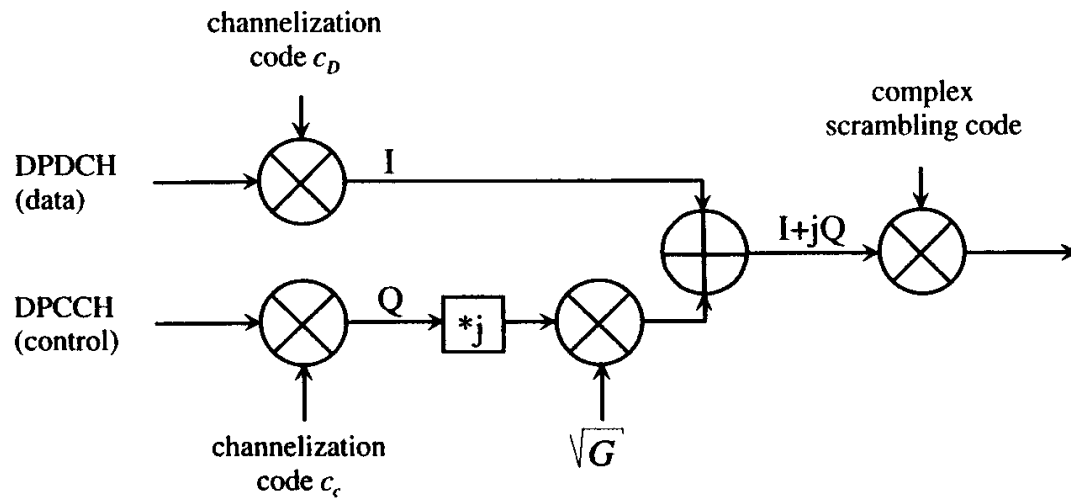 channelization
code c_D
complex
scrambling code
DPDCH
(data)
I
I+jQ
DPCCH
(control)
Q
*j
channelization
code c_c
√G